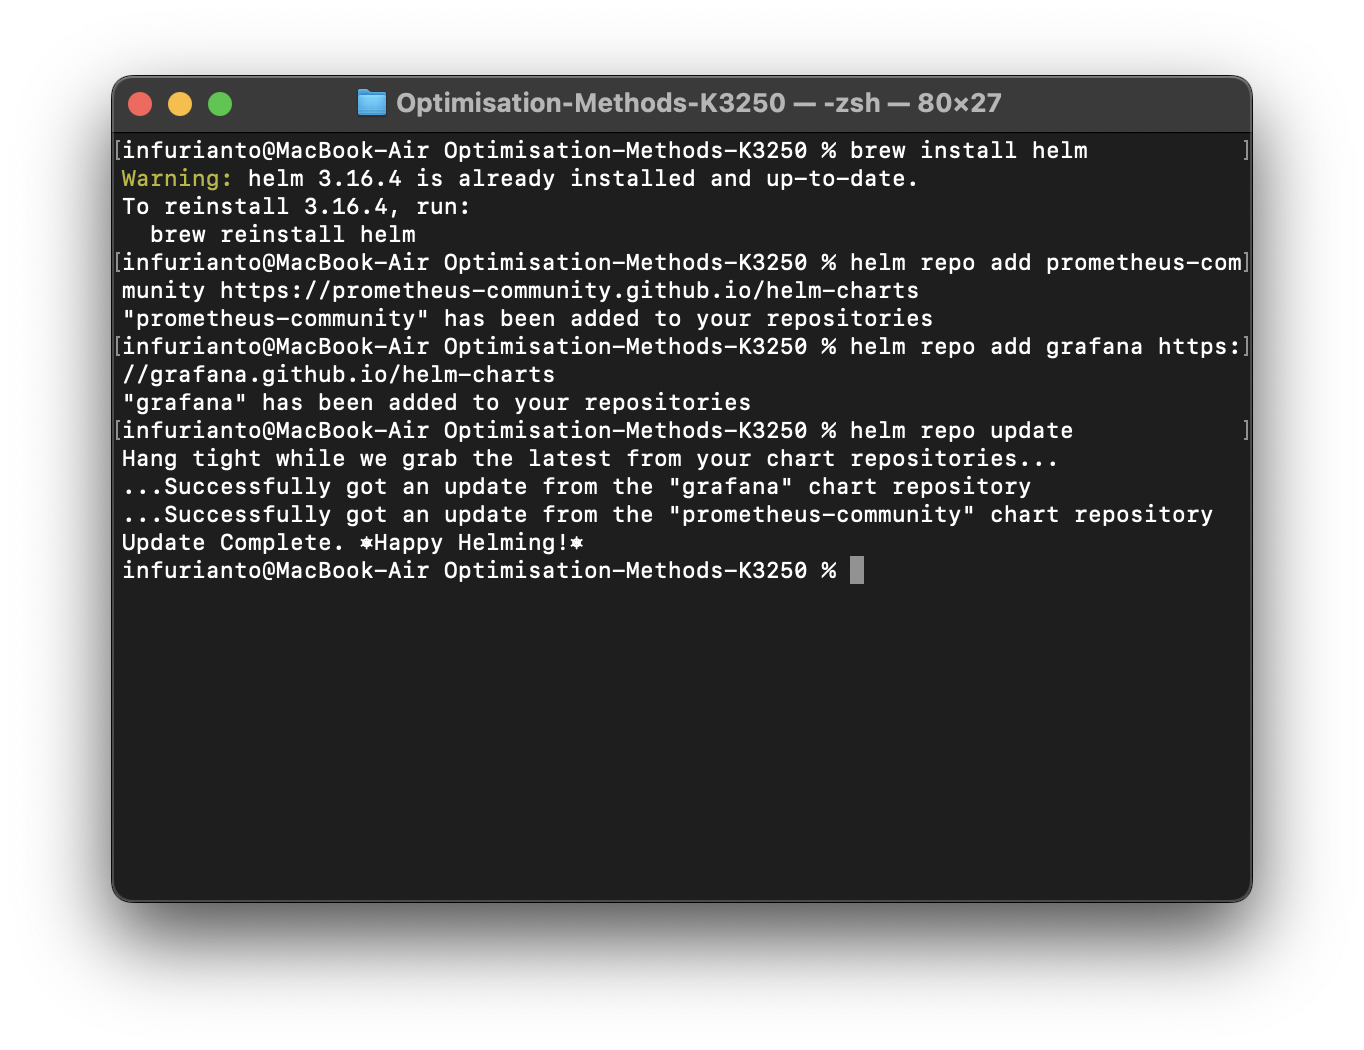 Optimisation-Methods-K3250 — -zsh — 80×27
[infurianto@MacBook-Air Optimisation-Methods-K3250 % brew install helm ]
Warning: helm 3.16.4 is already installed and up-to-date.
To reinstall 3.16.4, run:
  brew reinstall helm
[infurianto@MacBook-Air Optimisation-Methods-K3250 % helm repo add prometheus-com]
munity https://prometheus-community.github.io/helm-charts
"prometheus-community" has been added to your repositories
[infurianto@MacBook-Air Optimisation-Methods-K3250 % helm repo add grafana https:]
//grafana.github.io/helm-charts
"grafana" has been added to your repositories
[infurianto@MacBook-Air Optimisation-Methods-K3250 % helm repo update ]
Hang tight while we grab the latest from your chart repositories...
...Successfully got an update from the "grafana" chart repository
...Successfully got an update from the "prometheus-community" chart repository
Update Complete. ⎈Happy Helming!⎈
infurianto@MacBook-Air Optimisation-Methods-K3250 %